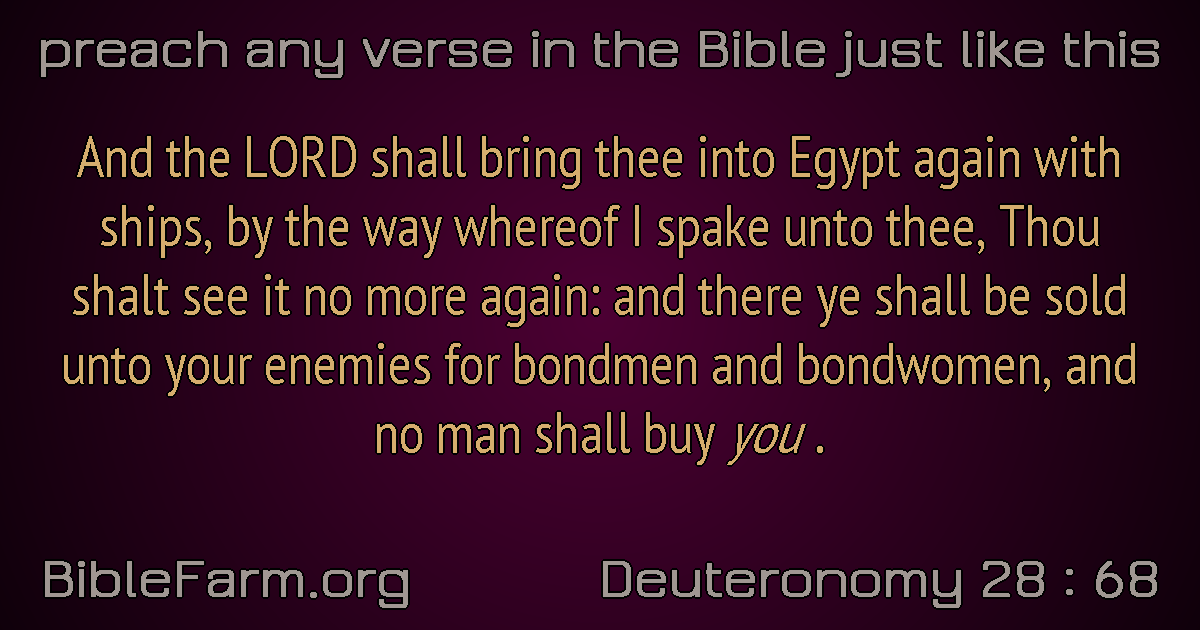 preach any verse in the Bible just like this
And the LORD shall bring thee into Egypt again with
ships, by the way whereof I spake unto thee, Thou
shalt see it no more again: and there ye shall be sold
unto your enemies for bondmen and bondwomen, and
no man shall buy you .
BibleFarm.org Deuteronomy 28 : 68